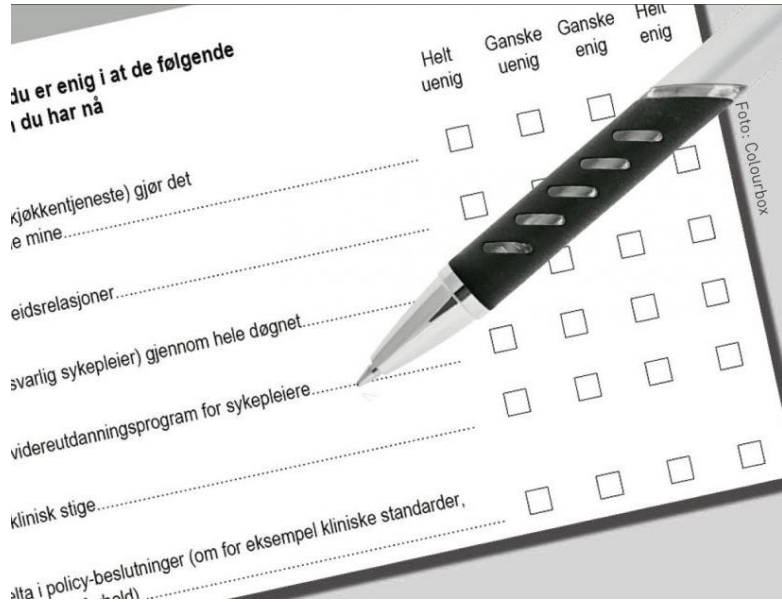 du er enig i at de følgende
du har nå
Helt
uenig
Ganske
uenig
Ganske
enig
Helt
enig
kjøkkentjeneste) gjør det
e mine
eidsrelasjoner
svarlig sykepleier) gjennom hele døgnet
videreutdanningsprogram for sykepleiere
klinisk stige
elta i policy-beslutninger (om for eksempel kliniske standarder,
Foto: Colourbox